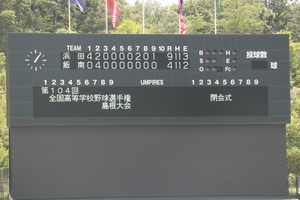 TEAM 1 2 3 4 5 6 7 8 9 10 R H E
浜田 4 2 0 0 0 0 2 0 1 9 11 3
飯南 0 4 0 0 0 0 0 0 0 4 11 2
B H 投球数
S E
O Fc 球
1 2 3 4 5 6 7 8 9 UMPIRES 1 2 3 4 5 6 7 8 9
第104回
全国高等学校野球選手権
島根大会
閉会式